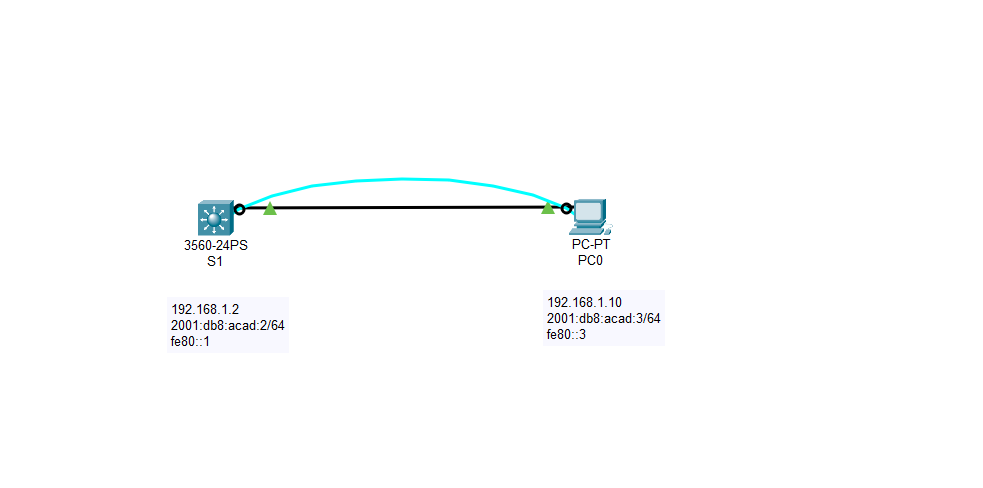 3560-24PS
S1
192.168.1.2
2001:db8:acad:2/64
fe80::1
PC-PT
PC0
192.168.1.10
2001:db8:acad:3/64
fe80::3